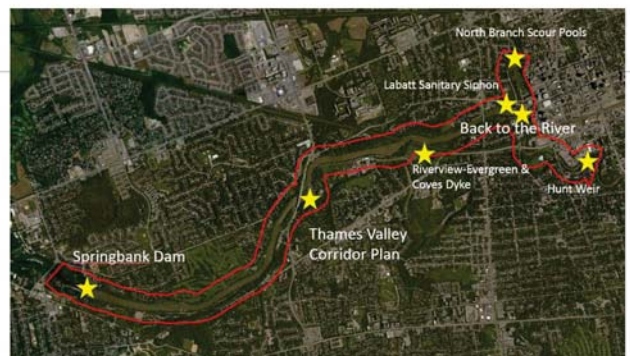 North Branch Scour Pools
Labatt Sanitary Siphon
Back to the River
Riverview-Evergreen &
Coves Dyke
Hunt Weir
Thames Valley
Corridor Plan
Springbank Dam